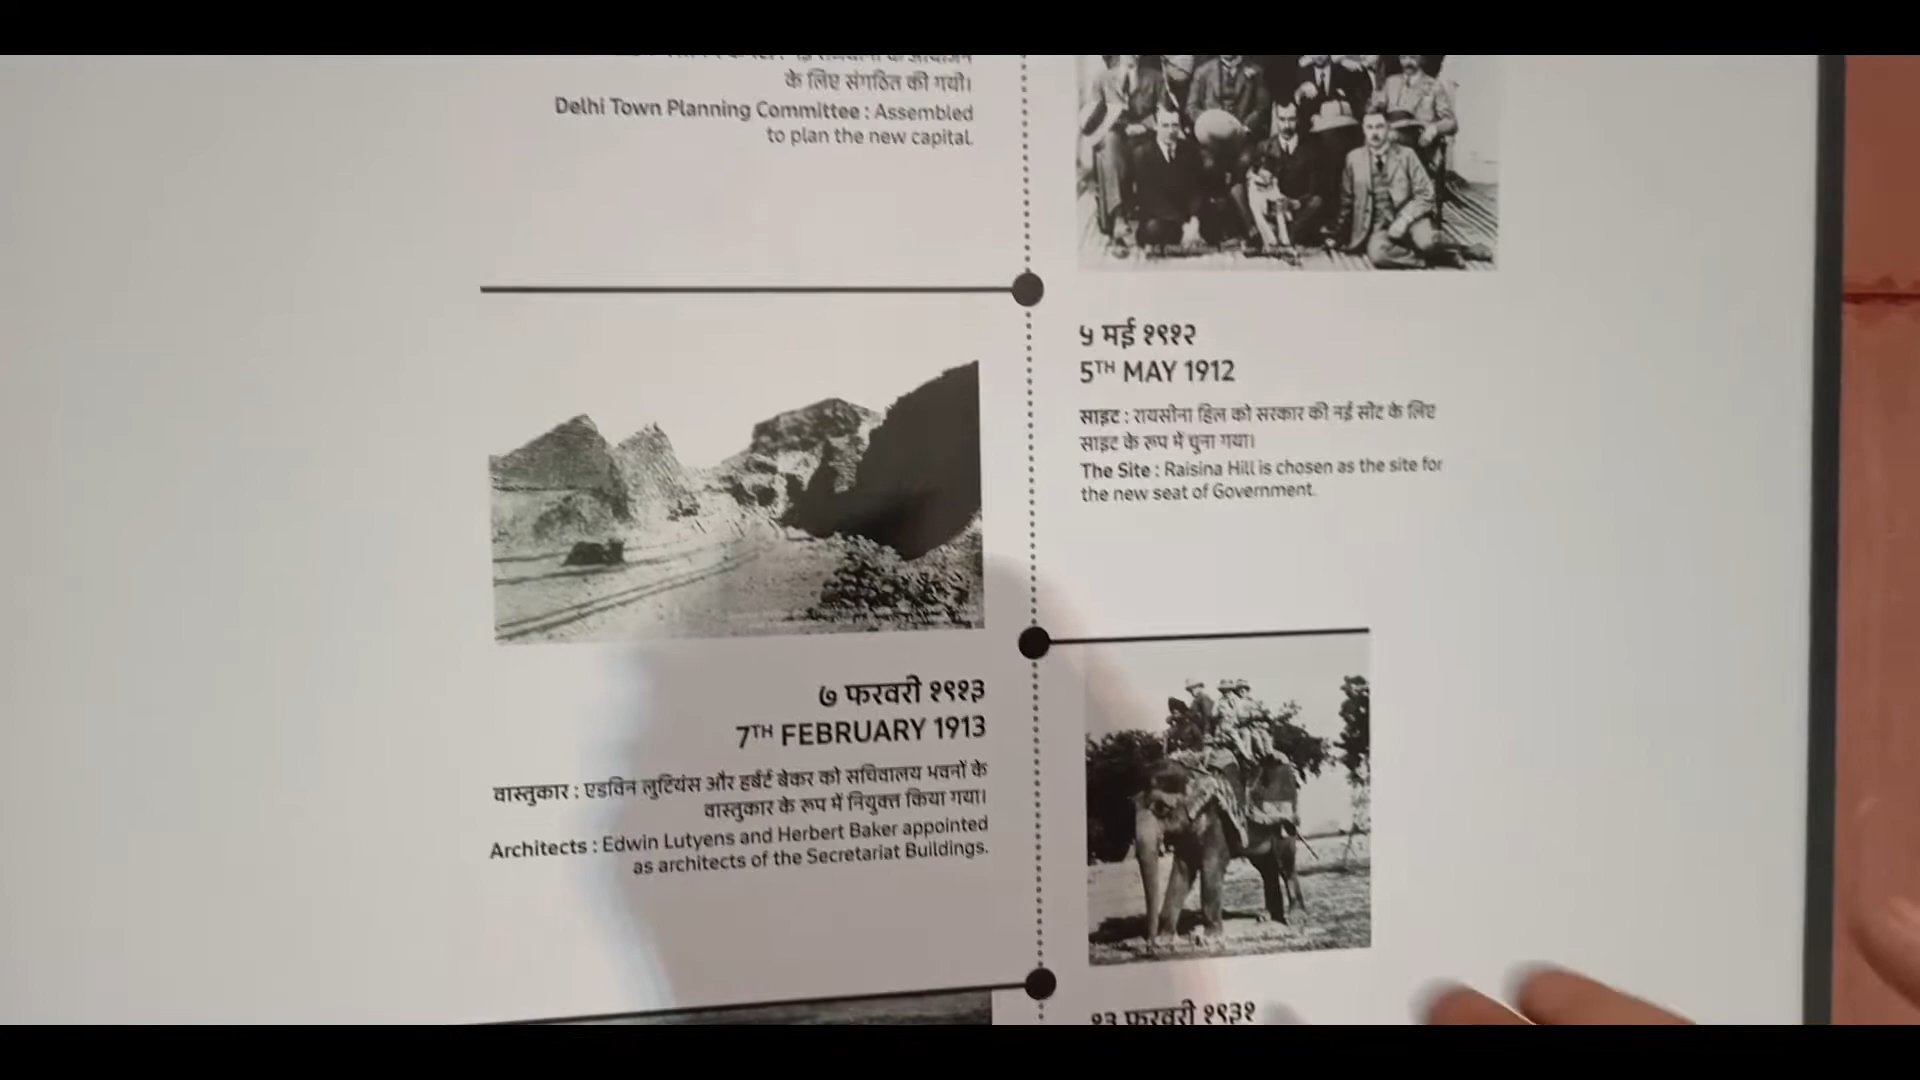 के लिए संगठित की गयी।
Delhi Town Planning Committee : Assembled
to plan the new capital.
५ मई १९१२
5TH MAY 1912
साइट : रायसीना हिल को सरकार की नई सीट के लिए
साइट के रूप में चुना गया।
The Site : Raisina Hill is chosen as the site for
the new seat of Government.
७ फरवरी १९१३
7TH FEBRUARY 1913
वास्तुकार : एडविन लुटियंस और हर्बर्ट बेकर को सचिवालय भवनों के
वास्तुकार के रूप में नियुक्त किया गया।
Architects : Edwin Lutyens and Herbert Baker appointed
as architects of the Secretariat Buildings.
१३ फरवरी १९३१